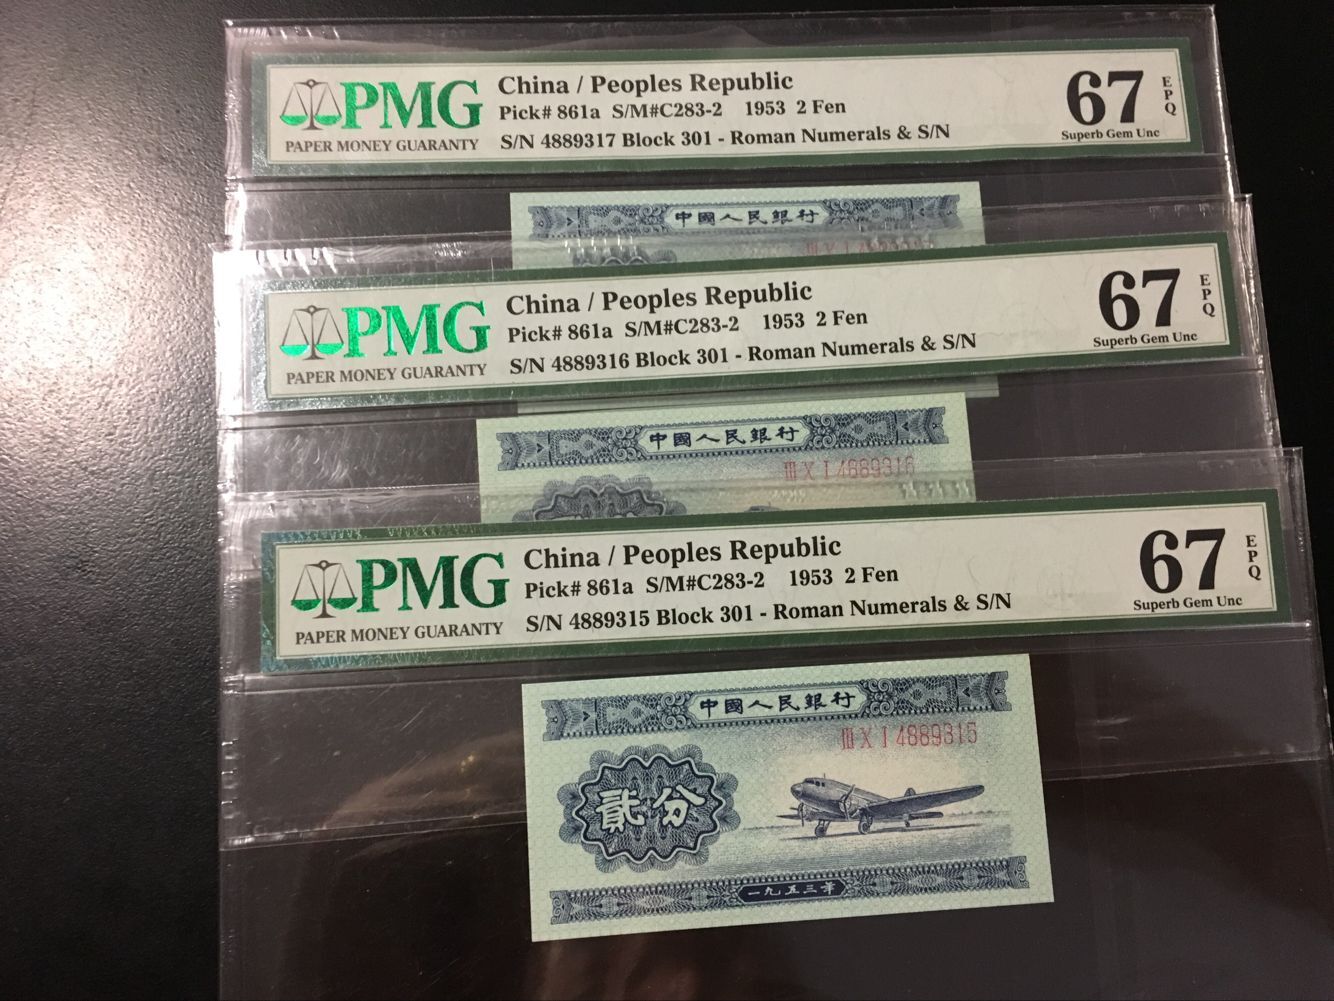 PMG
PAPER MONEY GUARANTY
China / Peoples Republic
Pick# 861a S/M#C283-2 1953 2 Fen
S/N 4889317 Block 301 - Roman Numerals & S/N
67
EPQ
Superb Gem Unc
中國人民銀行
PMG
PAPER MONEY GUARANTY
China / Peoples Republic
Pick# 861a S/M#C283-2 1953 2 Fen
S/N 4889316 Block 301 - Roman Numerals & S/N
67
EPQ
Superb Gem Unc
中國人民銀行
III X I 4889316
PMG
PAPER MONEY GUARANTY
China / Peoples Republic
Pick# 861a S/M#C283-2 1953 2 Fen
S/N 4889315 Block 301 - Roman Numerals & S/N
67
EPQ
Superb Gem Unc
中國人民銀行
III X I 4889315
貳分
一九五三年